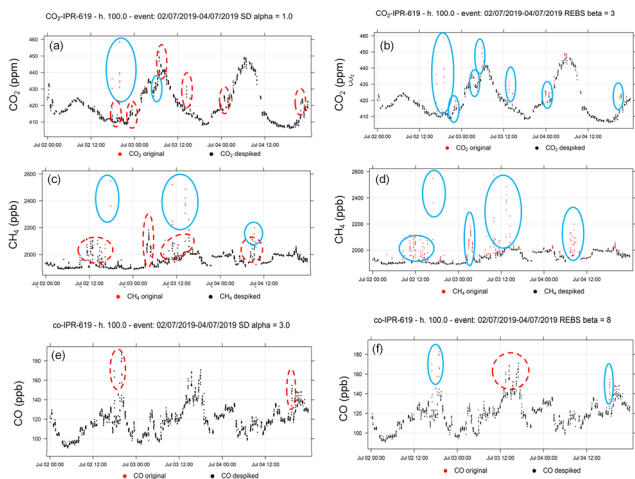 CO2-IPR-619 - h. 100.0 - event: 02/07/2019-04/07/2019 SD alpha = 1.0
(a)
CO2 (ppm)
460
450
440
430
420
410
Jul 02 00:00 Jul 02 12:00 Jul 03 00:00 Jul 03 12:00 Jul 04 00:00 Jul 04 12:00
CO2 original CO2 despiked
CO2-IPR-619 - h. 100.0 - event: 02/07/2019-04/07/2019 REBS beta = 3
(b)
CO2 (ppm)
CO2
460
450
440
430
420
410
Jul 02 00:00 Jul 02 12:00 Jul 03 00:00 Jul 03 12:00 Jul 04 00:00 Jul 04 12:00
CO2 original CO2 despiked
(c)
CH4 (ppb)
2600
2400
2200
2000
Jul 02 00:00 Jul 02 12:00 Jul 03 00:00 Jul 03 12:00 Jul 04 00:00 Jul 04 12:00
CH4 original CH4 despiked
(d)
CH4 (ppb)
2600
2400
2200
2000
Jul 02 00:00 Jul 02 12:00 Jul 03 00:00 Jul 03 12:00 Jul 04 00:00 Jul 04 12:00
CH4 original CH4 despiked
co-IPR-619 - h. 100.0 - event: 02/07/2019-04/07/2019 SD alpha = 3.0
(e)
CO (ppb)
180
160
140
120
100
Jul 02 00:00 Jul 02 12:00 Jul 03 00:00 Jul 03 12:00 Jul 04 00:00 Jul 04 12:00
CO original CO despiked
co-IPR-619 - h. 100.0 - event: 02/07/2019-04/07/2019 REBS beta = 8
(f)
CO (ppb)
180
160
140
120
100
Jul 02 00:00 Jul 02 12:00 Jul 03 00:00 Jul 03 12:00 Jul 04 00:00 Jul 04 12:00
CO original CO despiked